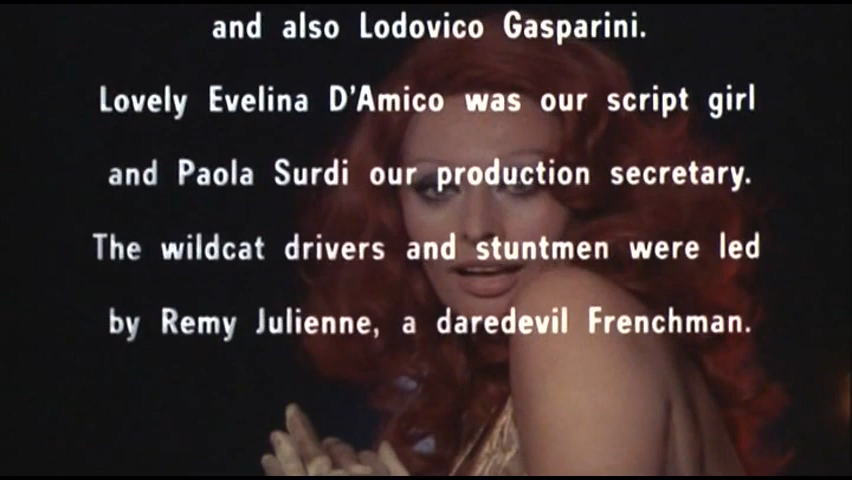 and also Lodovico Gasparini.
Lovely Evelina D'Amico was our script girl
and Paola Surdi our production secretary.
The wildcat drivers and stuntmen were led
by Remy Julienne, a daredevil Frenchman.